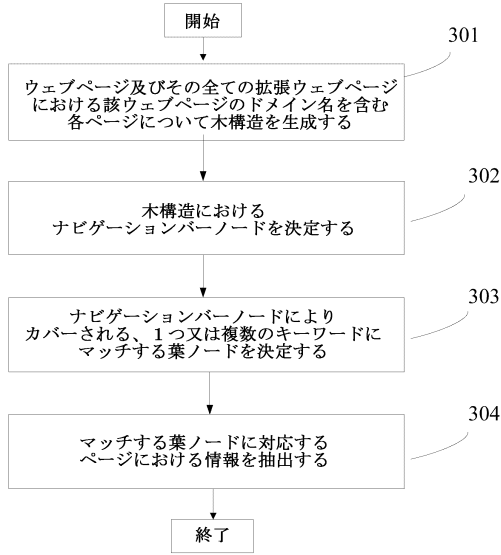 開始
301
ウェブページ及びその全ての拡張ウェブページ
における該ウェブページのドメイン名を含む
各ページについて木構造を生成する
302
木構造における
ナビゲーションバーノードを決定する
303
ナビゲーションバーノードにより
カバーされる、1つ又は複数のキーワードに
マッチする葉ノードを決定する
304
マッチする葉ノードに対応する
ページにおける情報を抽出する
終了